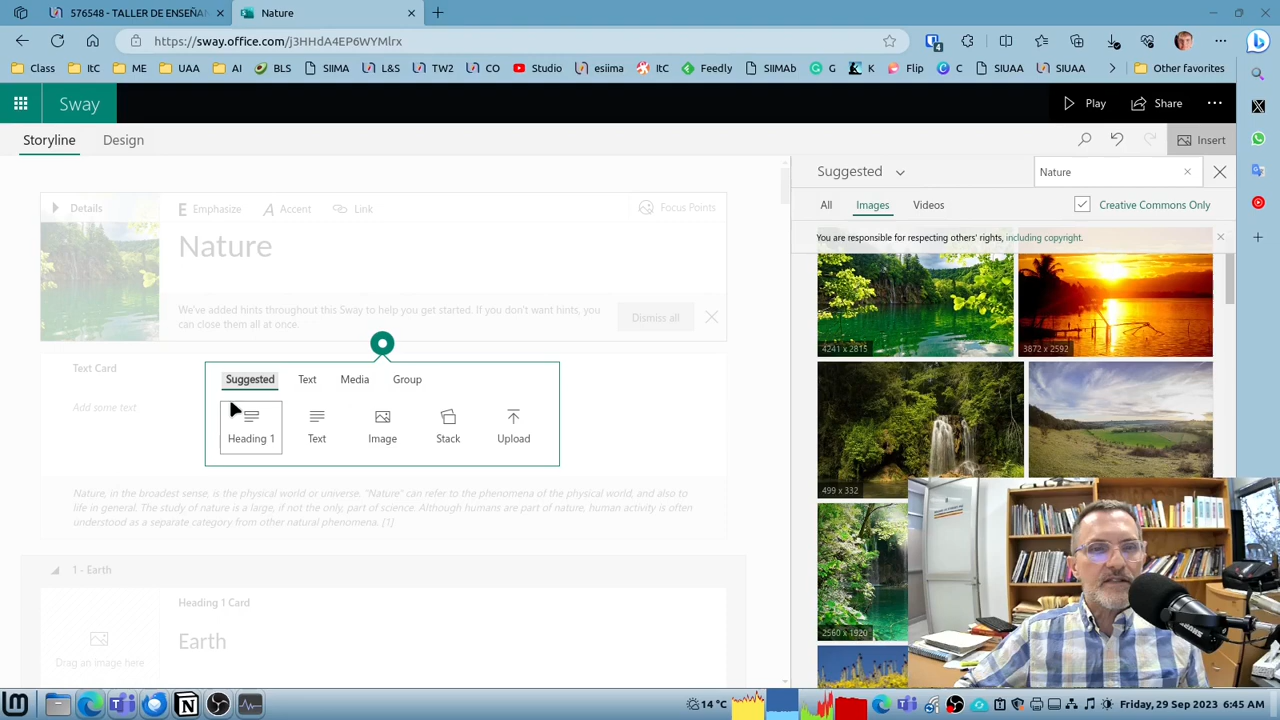 576548 - TALLER DE ENSEÑAN
Nature
https://sway.office.com/j3HHdA4EP6WYMlrx
4
Class
ItC
ME
UAA
AI
BLS
SIIMA
L&S
TW2
CO
Studio
esiima
ItC
Feedly
SIIMAb
G
K
Flip
C
SIUAA
SIUAA
Other favorites
Sway
Play
Share
Storyline
Design
Insert
Suggested
Nature
All
Images
Videos
Creative Commons Only
You are responsible for respecting others' rights, including copyright.
4241 x 2815
3872 x 2592
499 x 332
2560 x 1920
Details
Emphasize
Accent
Link
Focus Points
Nature
We've added hints throughout this Sway to help you get started. If you don't want hints, you
can close them all at once.
Dismiss all
Text Card
Add some text
Suggested
Text
Media
Group
Heading 1
Text
Image
Stack
Upload
Nature, in the broadest sense, is the physical world or universe. "Nature" can refer to the phenomena of the physical world, and also to
life in general. The study of nature is a large, if not the only, part of science. Although humans are part of nature, human activity is often
understood as a separate category from other natural phenomena. [1]
1 - Earth
Heading 1 Card
Earth
Drag an image here
14 °C
Friday, 29 Sep 2023
6:45 AM